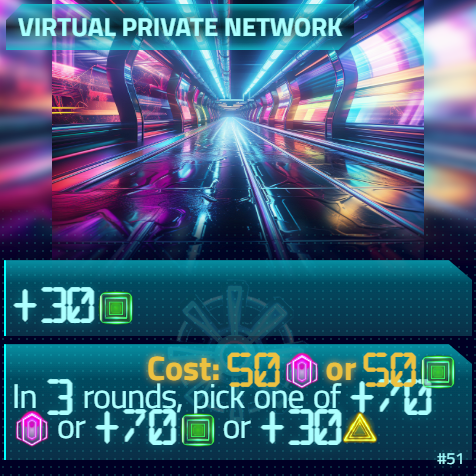 VIRTUAL PRIVATE NETWORK
+30
Cost: 50 or 50
In 3 rounds, pick one of +70
or +70 or +30
#51